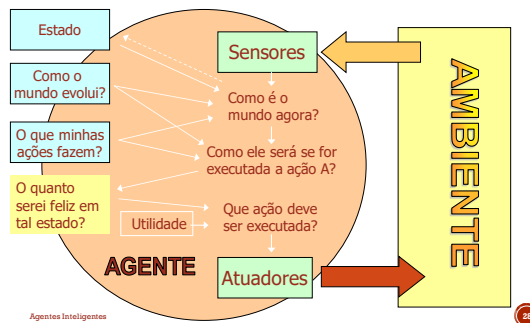 Estado
Sensores
Como o
mundo evolui?
Como é o
mundo agora?
O que minhas
ações fazem?
Como ele será se for
executada a ação A?
O quanto
serei feliz em
tal estado?
Utilidade
Que ação deve
ser executada?
AGENTE
Atuadores
AMBIENTE
Agentes Inteligentes